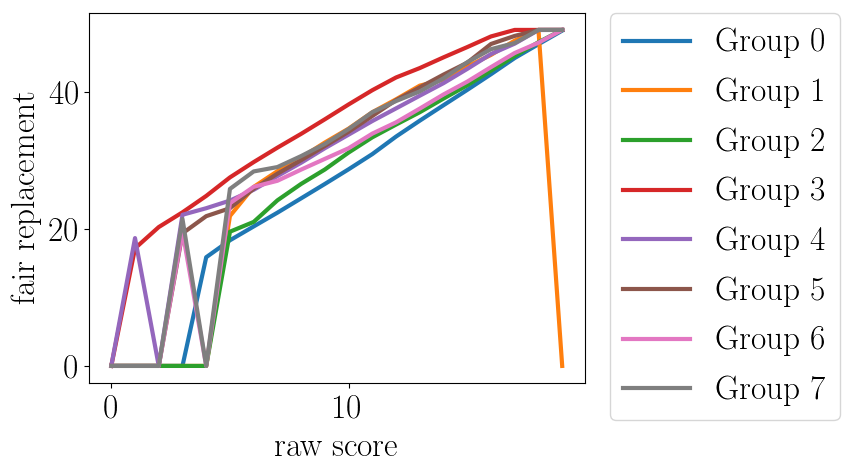 40
20
0
0
10
fair replacement
raw score
Group 0
Group 1
Group 2
Group 3
Group 4
Group 5
Group 6
Group 7